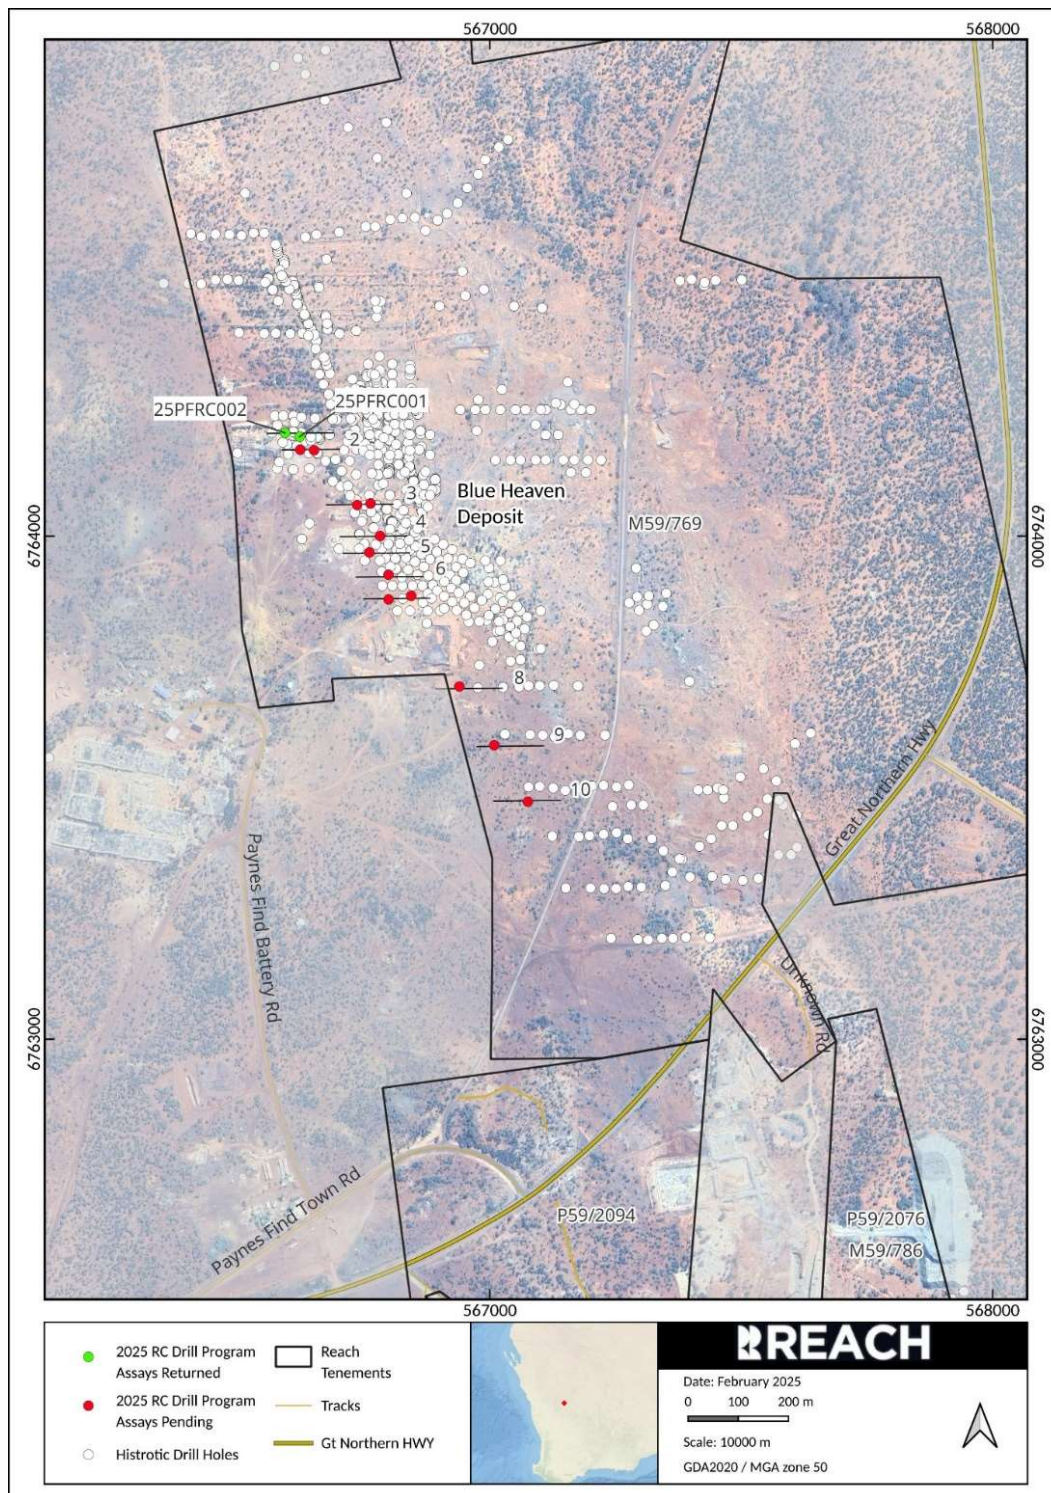 567000
568000
25PFRC002
25PFRC001
2
3
Blue Heaven
Deposit
4
M59/769
6764000
6764000
5
6
8
9
10
Great Northern Hwy
Paynes Find Battery Rd
Unknown Rd
6763000
6763000
Paynes Find Town Rd
P59/2094
P59/2076
M59/786
567000
568000
2025 RC Drill Program
Assays Returned
2025 RC Drill Program
Assays Pending
Histrotic Drill Holes
Reach
Tenements
Tracks
Gt Northern HWY
REACH
Date: February 2025
0 100 200 m
Scale: 10000 m
GDA2020 / MGA zone 50